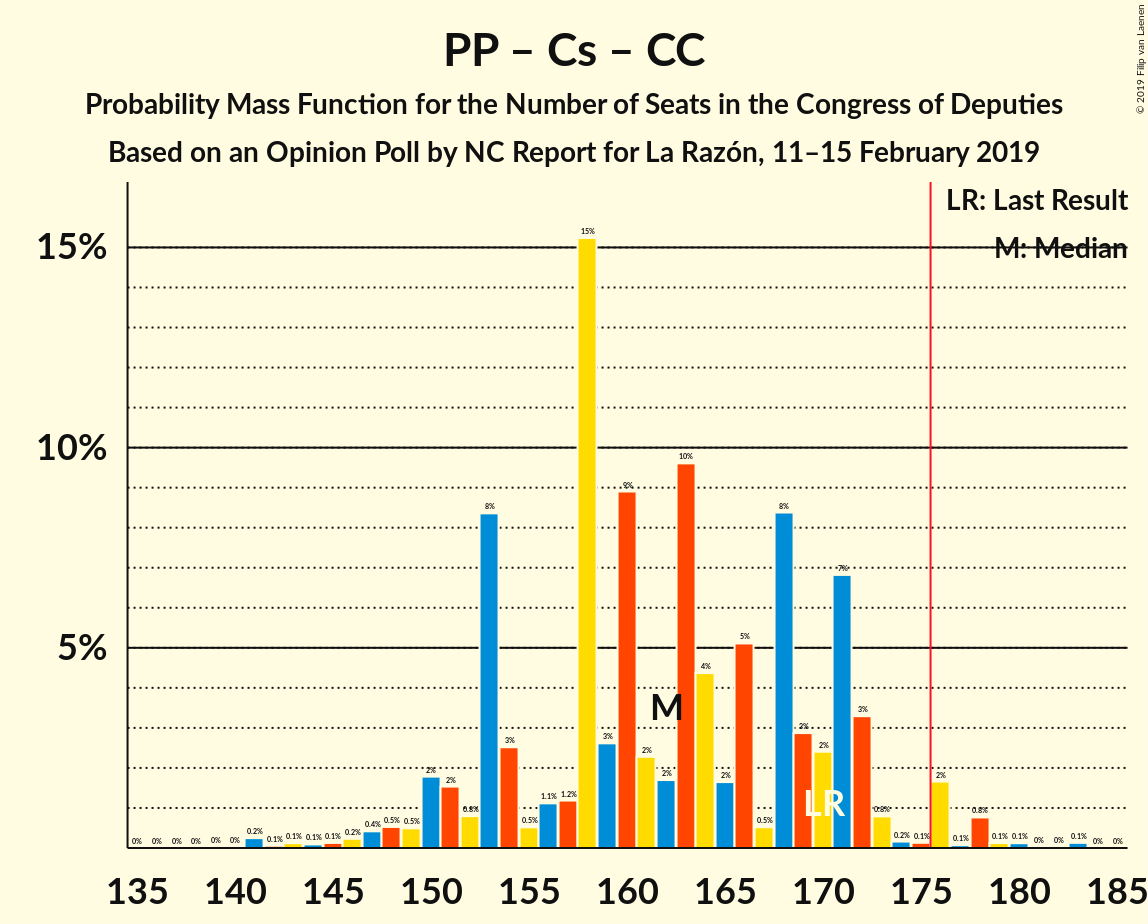 PP – Cs – CC
Probability Mass Function for the Number of Seats in the Congress of Deputies
Based on an Opinion Poll by NC Report for La Razón, 11–15 February 2019
© 2019 Filip van Laenen
LR: Last Result
M: Median
15%
10%
5%
0% 0% 0% 0% 0% 0% 0.2% 0.1% 0.1% 0.1% 0.1% 0.2% 0.4% 0.5% 0.5% 2% 2% 0.8% 8% 3% 0.5% 1.1% 1.2% 15% 3% 9% 2% 2% 10% 4% 2% 5% 0.5% 8% 3% 2% 7% 3% 0.8% 0.2% 0.1% 2% 0.1% 0.8% 0.1% 0.1% 0% 0% 0.1% 0% 0%
M
LR
135 140 145 150 155 160 165 170 175 180 185